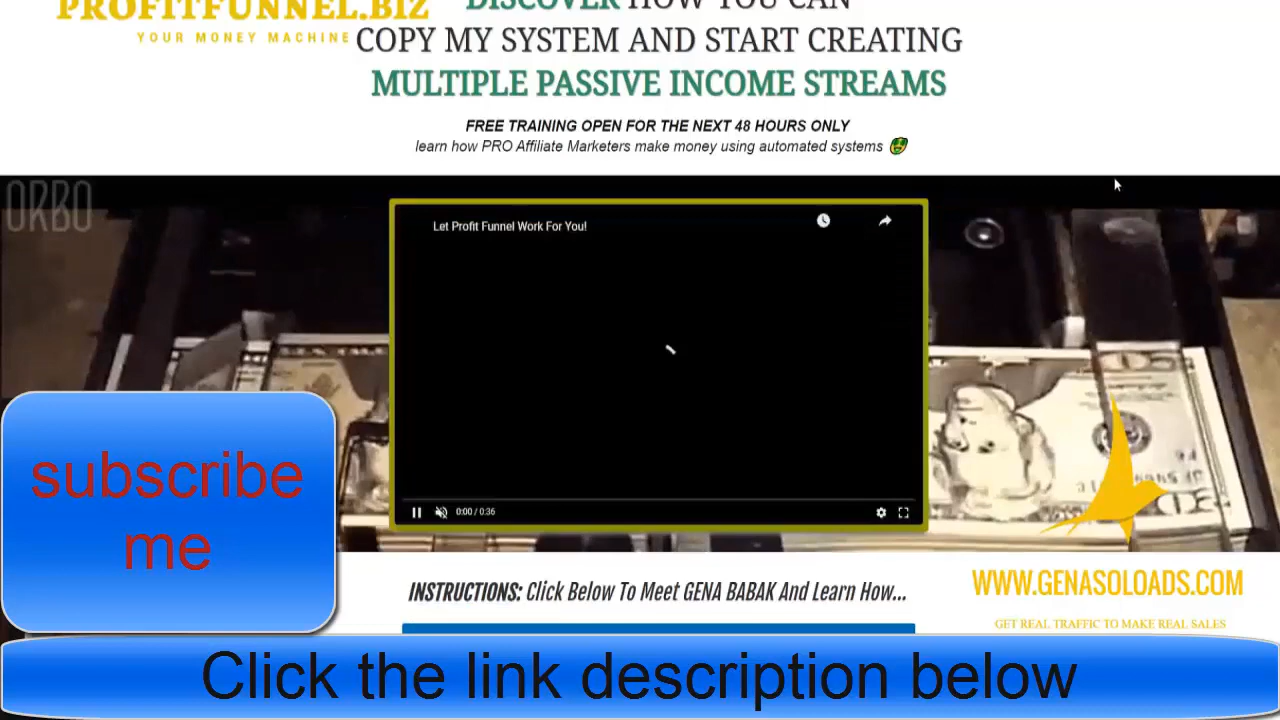 PROFITFUNNEL.BIZ
YOUR MONEY MACHINE
DISCOVER HOW YOU CAN
COPY MY SYSTEM AND START CREATING
MULTIPLE PASSIVE INCOME STREAMS
FREE TRAINING OPEN FOR THE NEXT 48 HOURS ONLY
learn how PRO Affiliate Marketers make money using automated systems
ORBO
Let Profit Funnel Work For You!
0:00 / 0:36
subscribe
me
INSTRUCTIONS: Click Below To Meet GENA BABAK And Learn How...
WWW.GENASOLOADS.COM
GET REAL TRAFFIC TO MAKE REAL SALES
Click the link description below